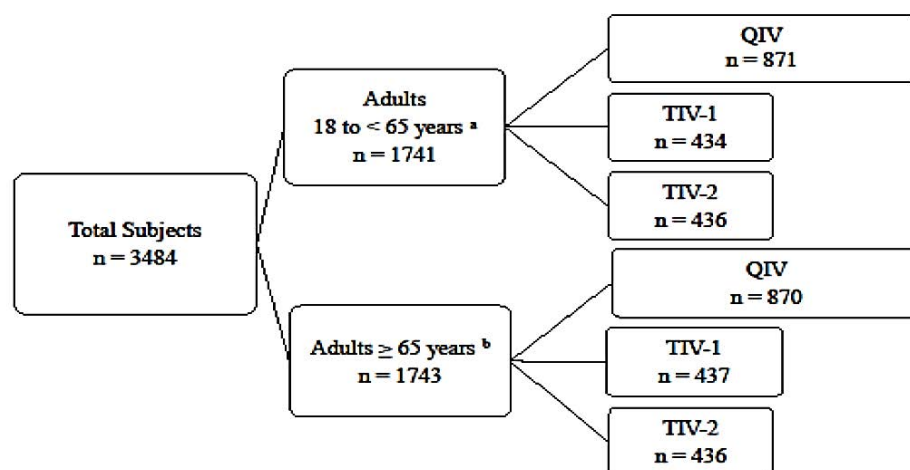 Total Subjects
n = 3484
Adults
18 to < 65 years ᵃ
n = 1741
QIV
n = 871
TIV-1
n = 434
TIV-2
n = 436
Adults ≥ 65 years ᵇ
n = 1743
QIV
n = 870
TIV-1
n = 437
TIV-2
n = 436